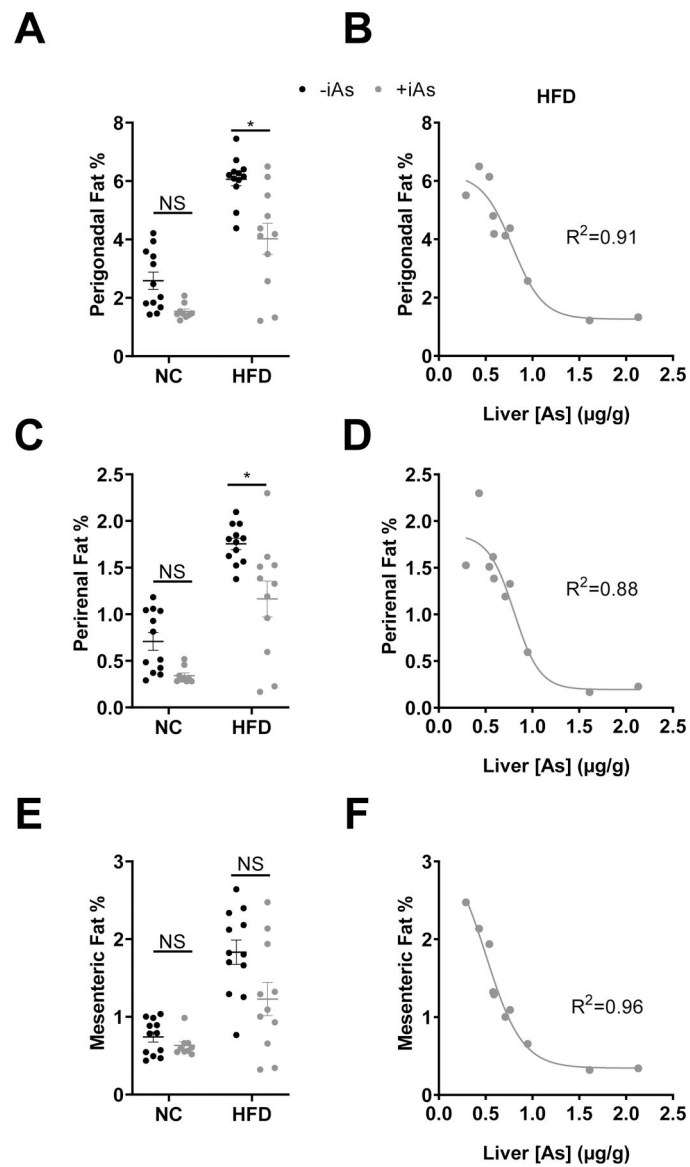 A
B
-iAs
+iAs
HFD
8
6
4
2
0
Perigonadal Fat %
NS
*
NC
HFD
8
6
4
2
0
Perigonadal Fat %
R2=0.91
0.0 0.5 1.0 1.5 2.0 2.5
Liver [As] (µg/g)
C
D
2.5
2.0
1.5
1.0
0.5
0.0
Perirenal Fat %
NS
*
NC
HFD
2.5
2.0
1.5
1.0
0.5
0.0
Perirenal Fat %
R2=0.88
0.0 0.5 1.0 1.5 2.0 2.5
Liver [As] (µg/g)
E
F
3
2
1
0
Mesenteric Fat %
NS
NS
NC
HFD
3
2
1
0
Mesenteric Fat %
R2=0.96
0.0 0.5 1.0 1.5 2.0 2.5
Liver [As] (µg/g)